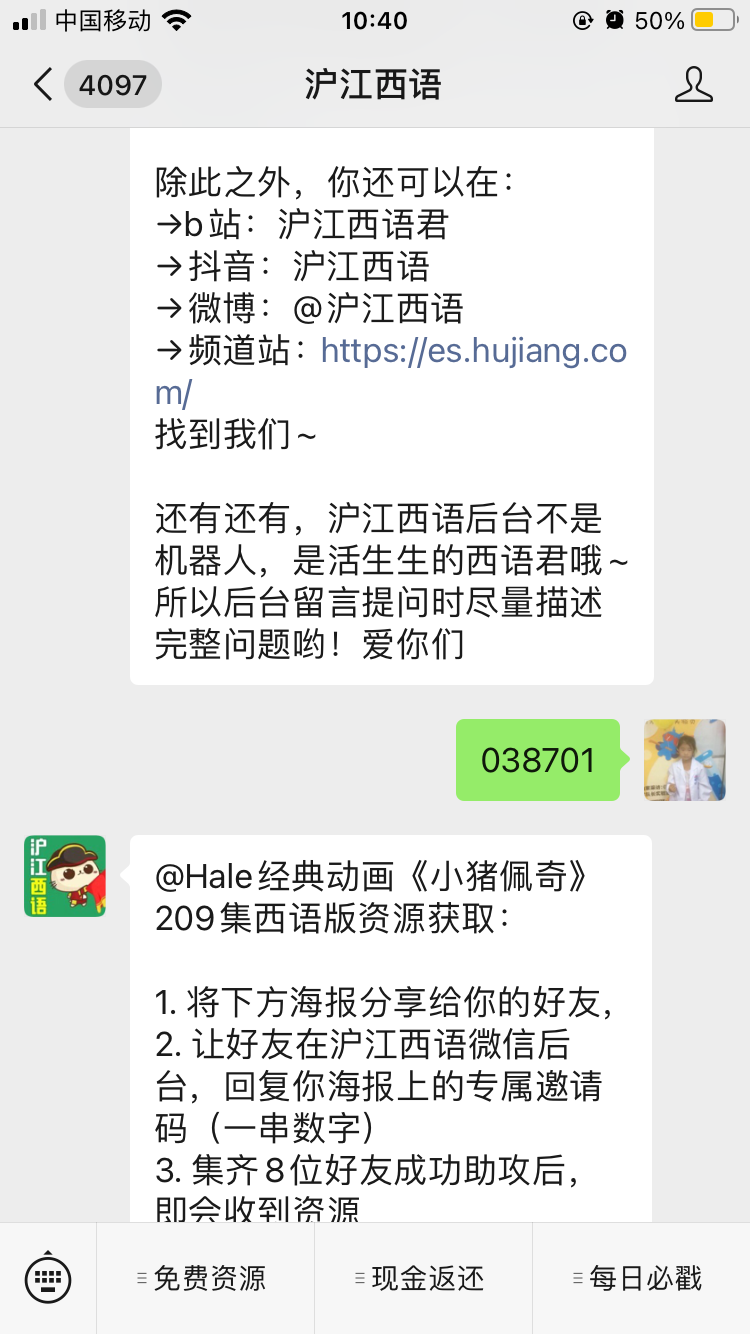 中国移动
10:40
50%
4097
沪江西语
除此之外，你还可以在：
→b站：沪江西语君
→抖音：沪江西语
→微博：@沪江西语
→频道站：https://es.hujiang.co
m/
找到我们~
还有还有，沪江西语后台不是
机器人，是活生生的西语君哦~
所以后台留言提问时尽量描述
完整问题哟！爱你们
038701
沪江西语
@Hale经典动画《小猪佩奇》
209集西语版资源获取：
1. 将下方海报分享给你的好友，
2. 让好友在沪江西语微信后
台，回复你海报上的专属邀请
码（一串数字）
3. 集齐8位好友成功助攻后，
即会收到资源
免费资源
现金返还
每日必戳